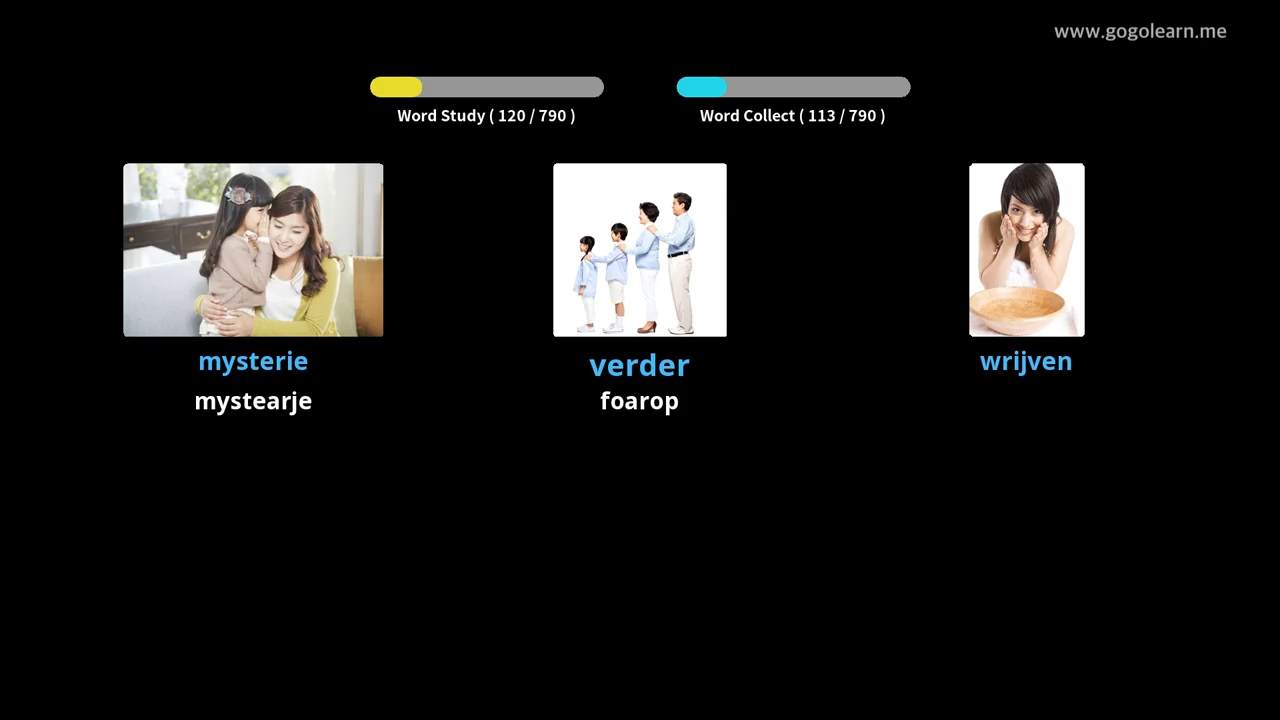 www.gogolearn.me
Word Study ( 120 / 790 )
Word Collect ( 113 / 790 )
mysterie
verder
wrijven
mystearje
foarop